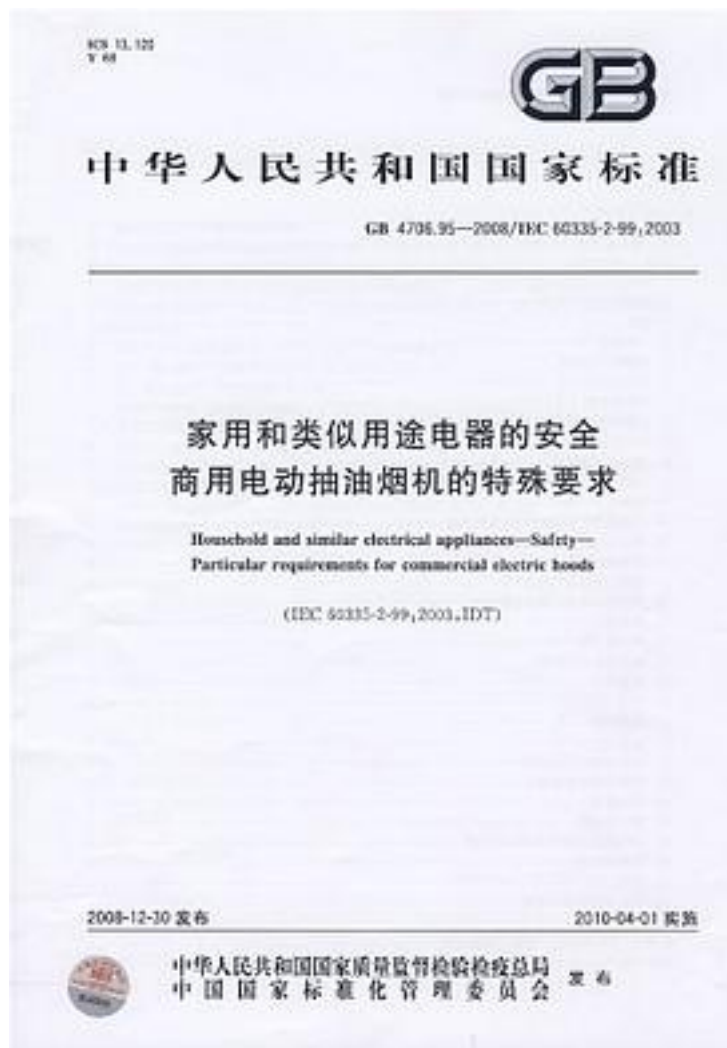 ICS 13.120
Y 68
GB
中华人民共和国国家标准
GB 4706.95—2008/IEC 60335-2-99:2003
家用和类似用途电器的安全
商用电动抽油烟机的特殊要求
Household and similar electrical appliances—Safety—
Particular requirements for commercial electric hoods
(IEC 60335-2-99:2003,IDT)
2008-12-30 发布
2010-04-01 实施
中华人民共和国国家质量监督检验检疫总局
中国国家标准化管理委员会
发布